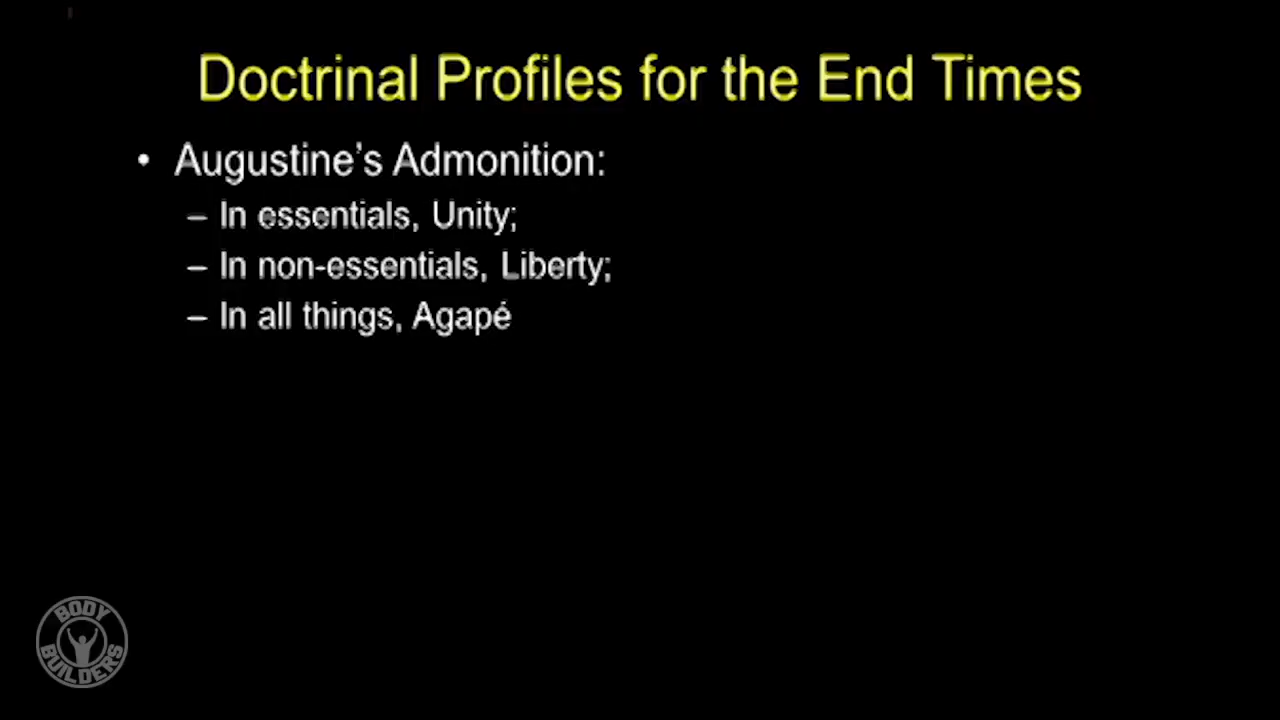 Doctrinal Profiles for the End Times
• Augustine's Admonition:
– In essentials, Unity;
– In non-essentials, Liberty;
– In all things, Agapé
BODY
BUILDERS